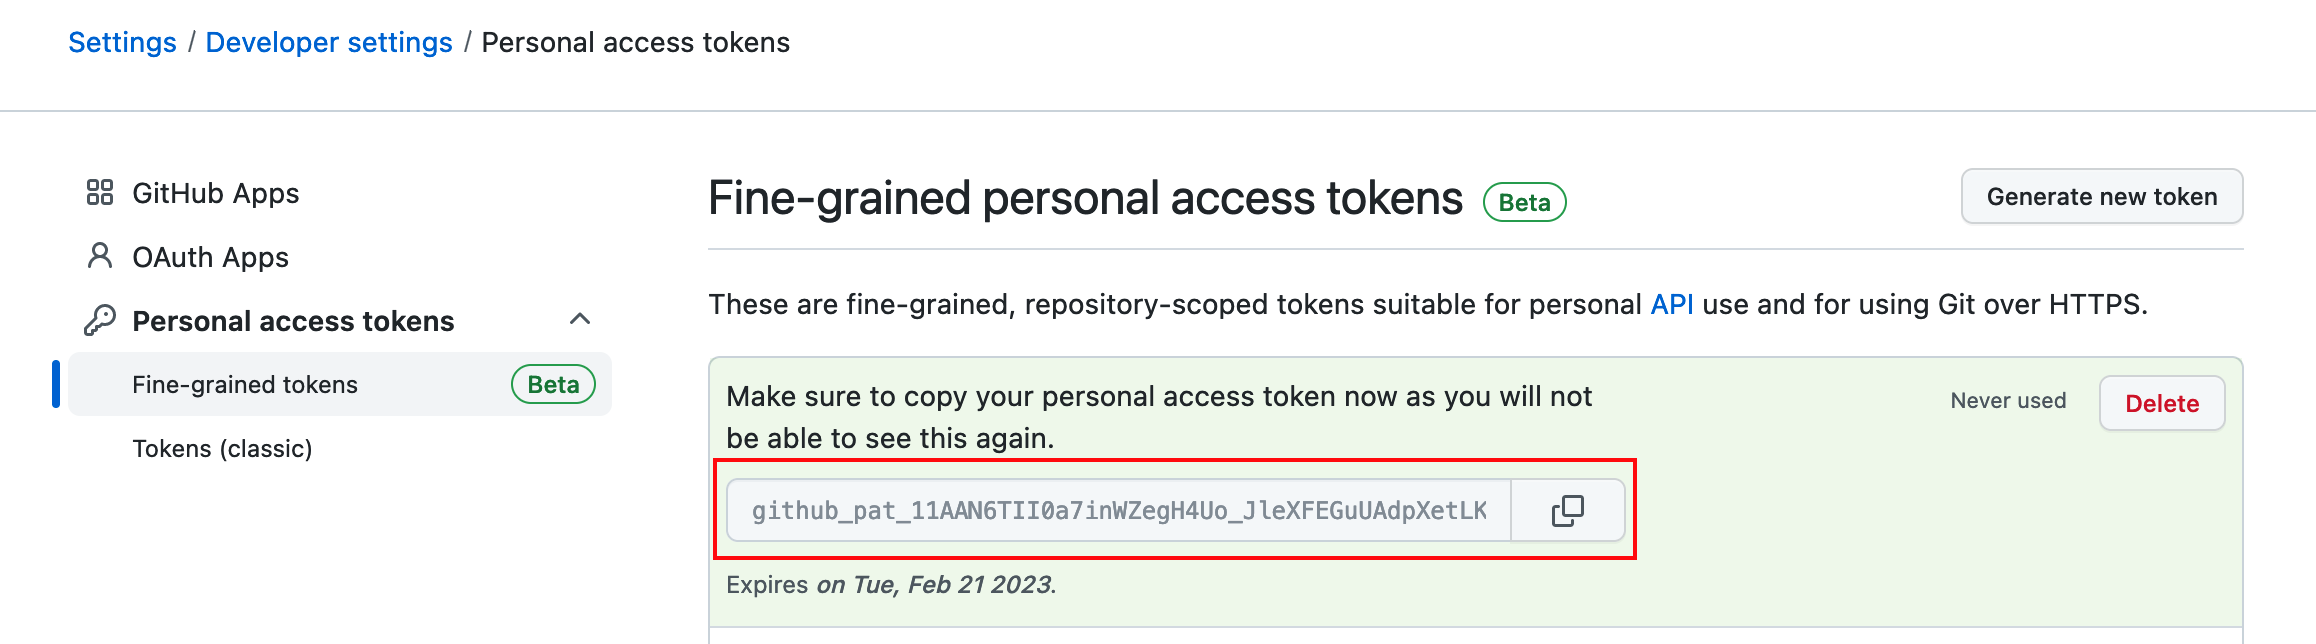 Settings / Developer settings / Personal access tokens
GitHub Apps
OAuth Apps
Personal access tokens
Fine-grained tokens Beta
Tokens (classic)
Fine-grained personal access tokens Beta
Generate new token
These are fine-grained, repository-scoped tokens suitable for personal API use and for using Git over HTTPS.
Make sure to copy your personal access token now as you will not
be able to see this again.
Never used
Delete
github_pat_11AAN6TII0a7inWZegH4Uo_JleXFEGuUAdpXetLK
Expires on Tue, Feb 21 2023.